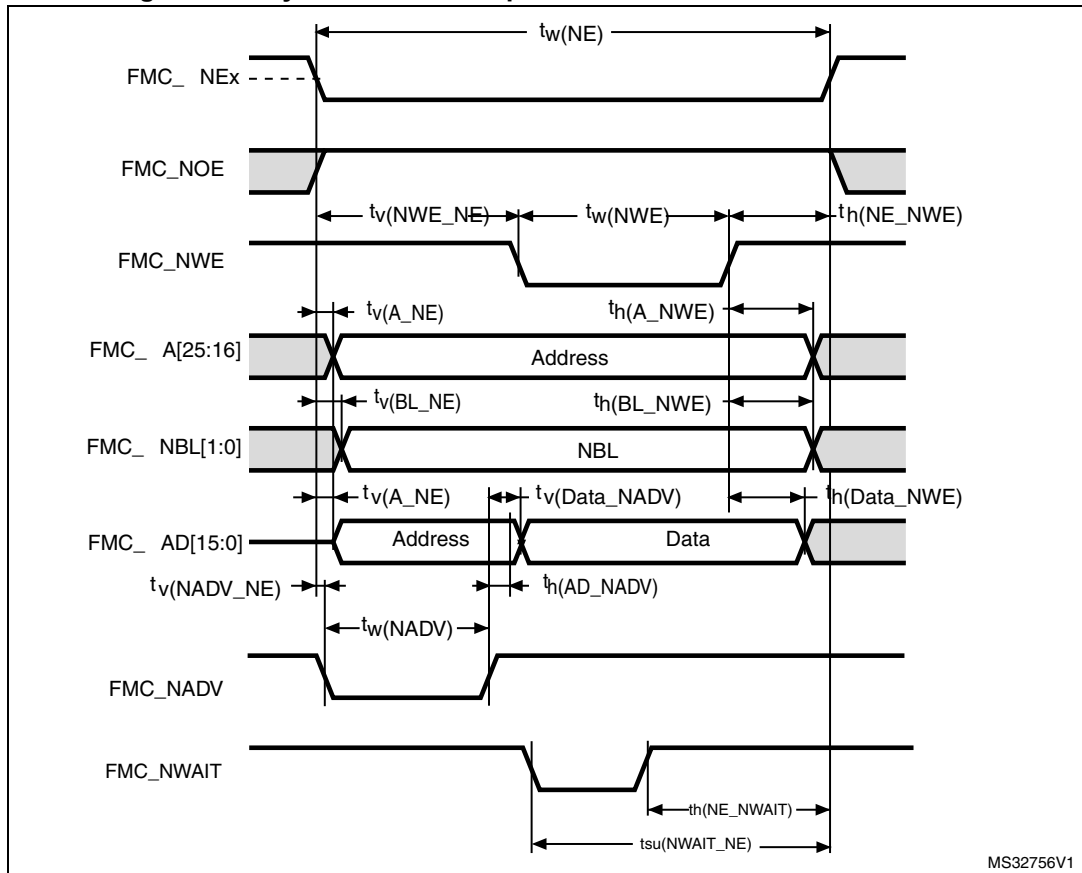 tw(NE)
FMC_ NEx
FMC_NOE
tv(NWE_NE)
tw(NWE)
th(NE_NWE)
FMC_NWE
tv(A_NE)
th(A_NWE)
FMC_ A[25:16]
Address
tv(BL_NE)
th(BL_NWE)
FMC_ NBL[1:0]
NBL
tv(A_NE)
tv(Data_NADV)
th(Data_NWE)
FMC_ AD[15:0]
Address
Data
tv(NADV_NE)
th(AD_NADV)
tw(NADV)
FMC_NADV
FMC_NWAIT
th(NE_NWAIT)
tsu(NWAIT_NE)
MS32756V1